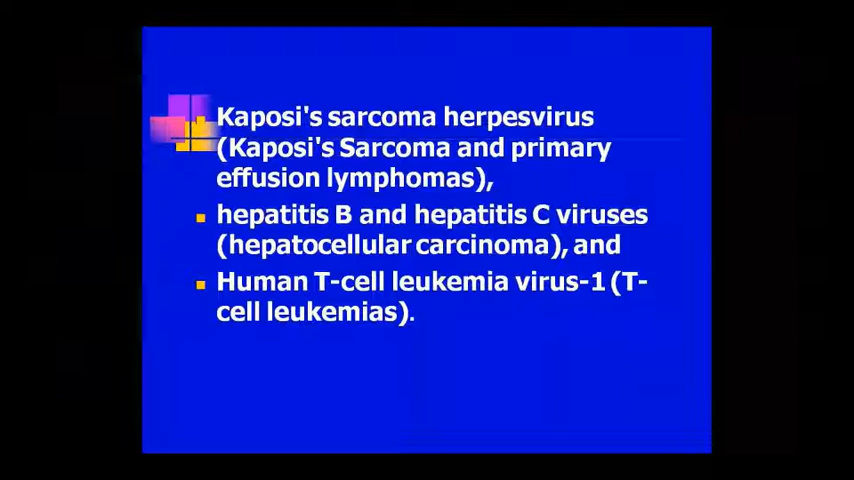 Kaposi's sarcoma herpesvirus
(Kaposi's Sarcoma and primary
effusion lymphomas),
hepatitis B and hepatitis C viruses
(hepatocellular carcinoma), and
Human T-cell leukemia virus-1 (T-
cell leukemias).